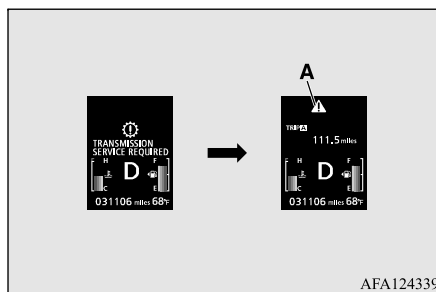 A
TRANSMISSION
SERVICE REQUIRED
F H F
D
C E
031106 miles 68°F
TRIP A
111.5 miles
F H F
D
C E
031106 miles 68°F
AFA124339